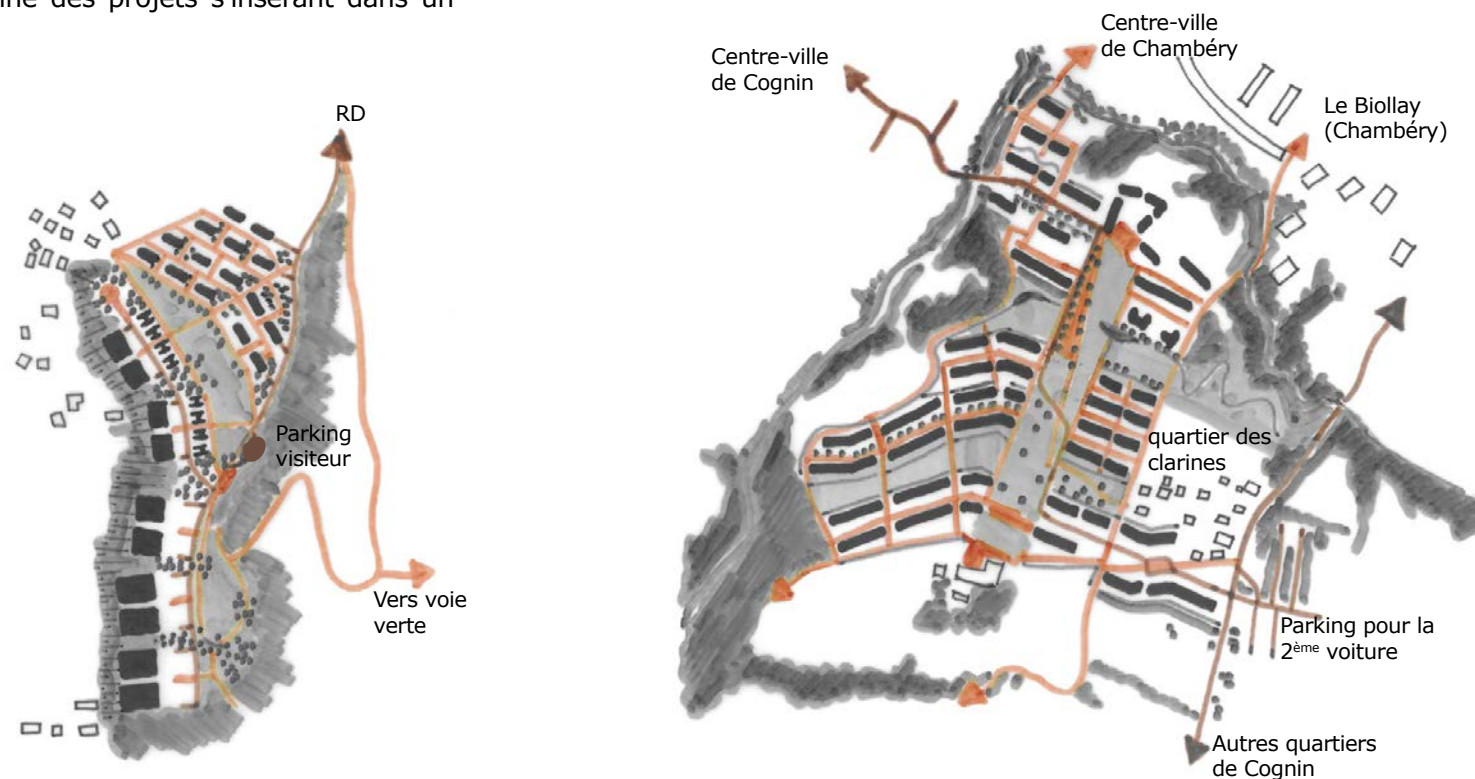 ine des projets s'insérant dans un
RD
Parking
visiteur
Vers voie
verte
Centre-ville
de Cognin
Centre-ville
de Chambéry
Le Biollay
(Chambéry)
quartier des
clarines
Parking pour la
2ème voiture
Autres quartiers
de Cognin